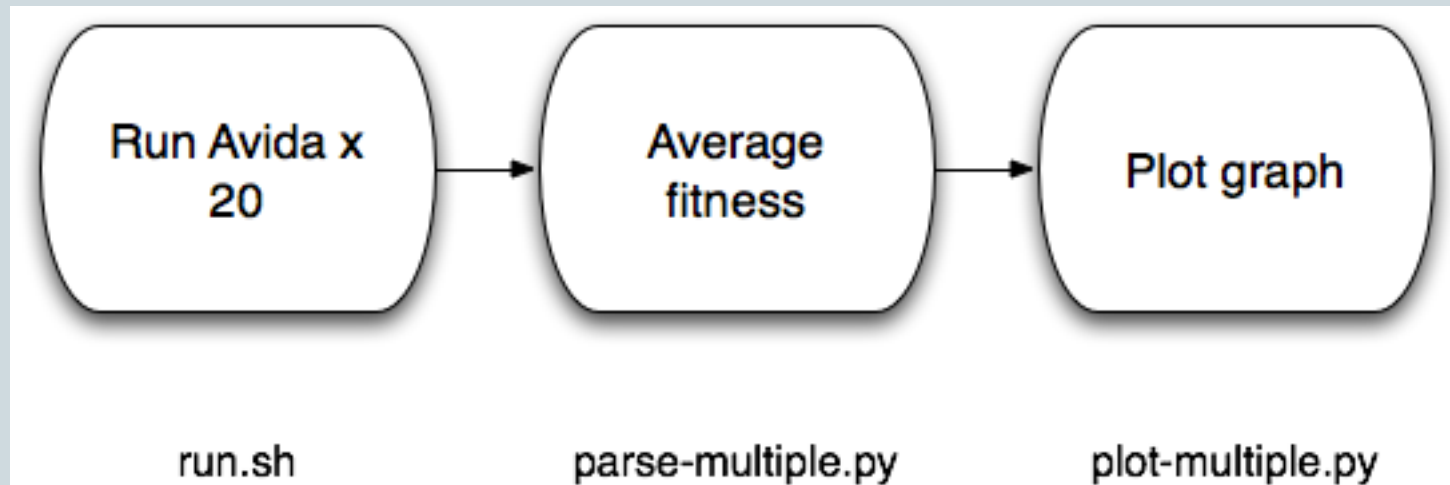 Run Avida x
20
Average
fitness
Plot graph
run.sh
parse-multiple.py
plot-multiple.py